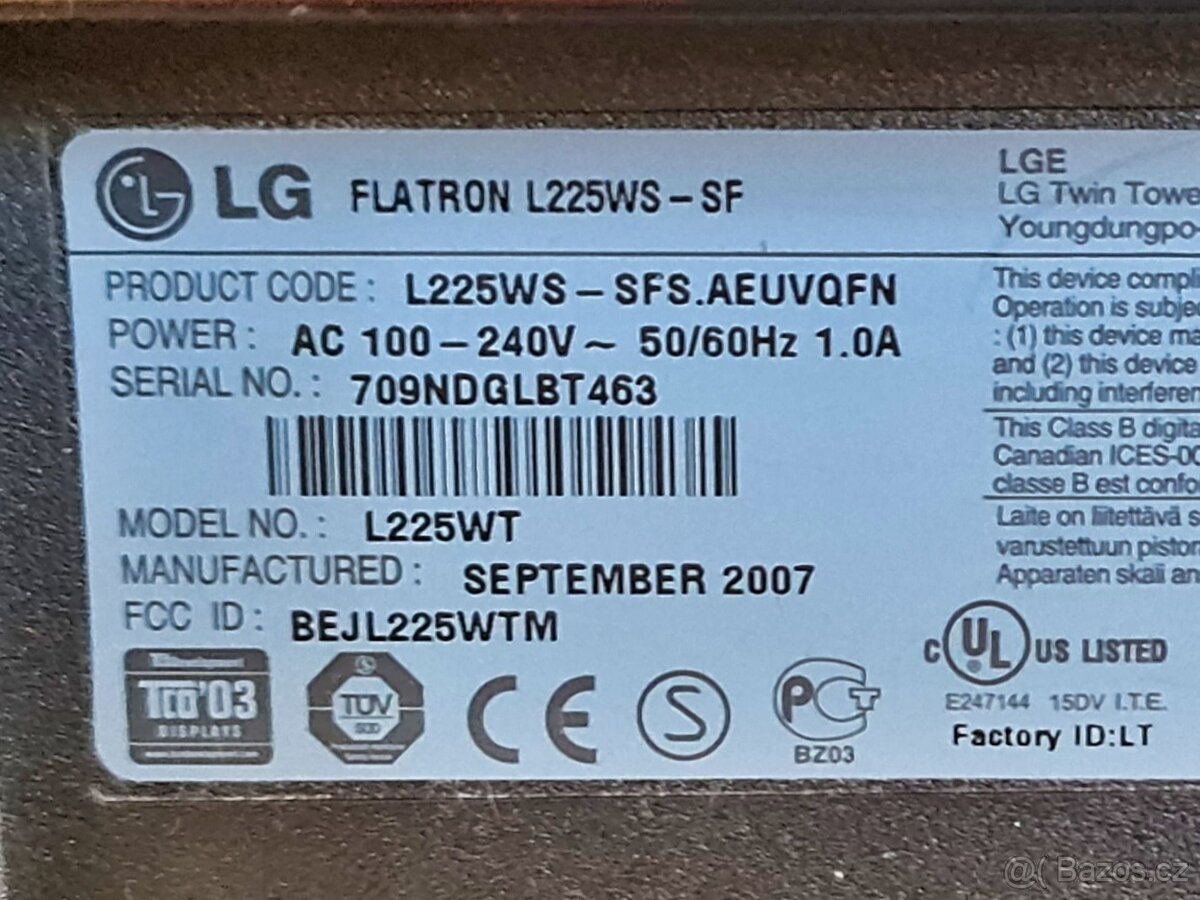 LG FLATRON L225WS-SF
PRODUCT CODE: L225WS-SFS.AEUVQFN
POWER: AC 100-240V~ 50/60Hz 1.0A
SERIAL NO.: 709NDGLBT463
MODEL NO.: L225WT
MANUFACTURED: SEPTEMBER 2007
FCC ID: BEJL225WTM
TCO'03
DISPLAYS
TUV
CE
S
PCT
BZ03
LGE
LG Twin Towe
Youngdungpo-
This device compl
Operation is subje
: (1) this device ma
and (2) this device
including interferen
This Class B digita
Canadian ICES-00
classe B est confo
Laite on liitettävä s
varustettuun piston
Apparaten skall an
C UL US LISTED
E247144 15DV I.T.E.
Factory ID:LT
@( Bazos.cz